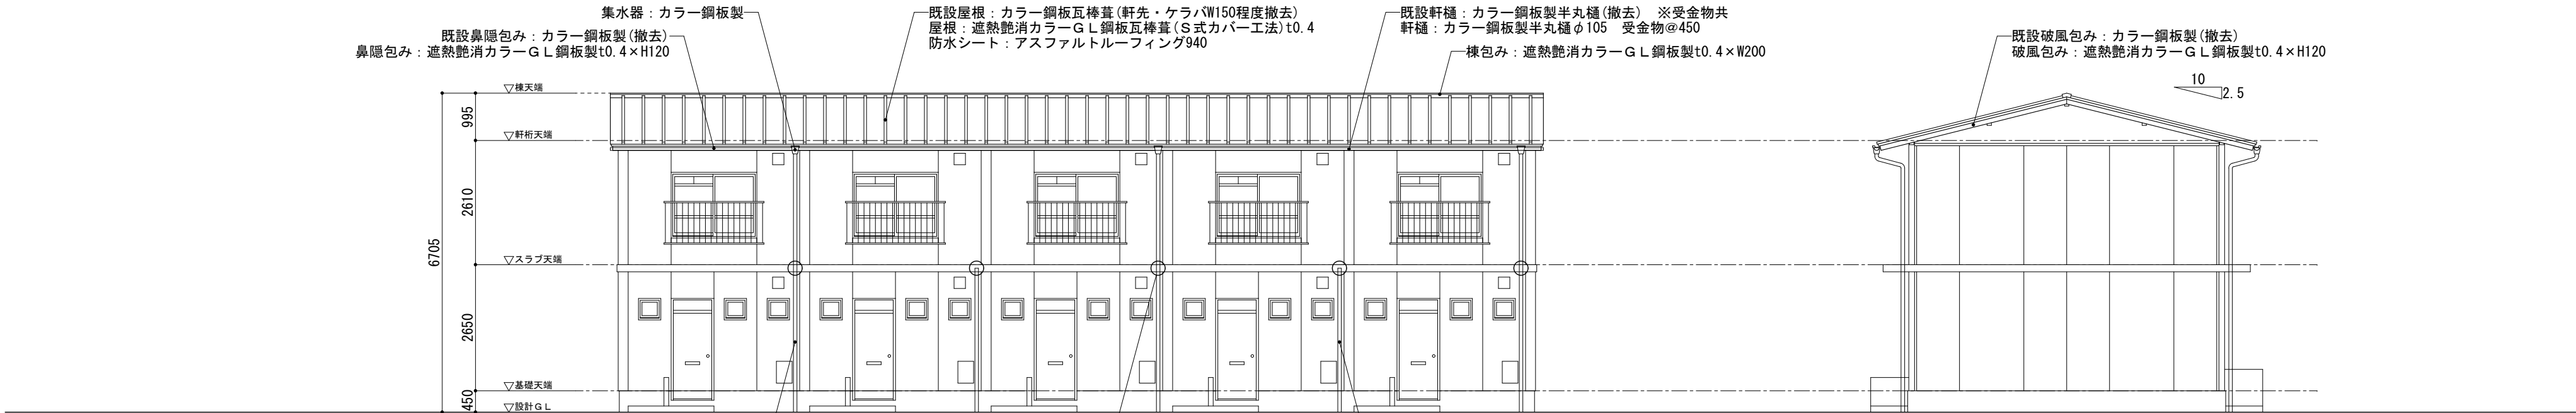 集水器：カラー鋼板製
既設鼻隠包み：カラー鋼板製(撤去)
鼻隠包み：遮熱艶消カラーＧＬ鋼板製t0.4×H120
既設屋根：カラー鋼板瓦棒葺(軒先・ケラバW150程度撤去)
屋根：遮熱艶消カラーＧＬ鋼板瓦棒葺(Ｓ式カバー工法)t0.4
防水シート：アスファルトルーフィング940
既設軒樋：カラー鋼板製半丸樋(撤去)　※受金物共
軒樋：カラー鋼板製半丸樋φ105　受金物@450
棟包み：遮熱艶消カラーＧＬ鋼板製t0.4×W200
既設破風包み：カラー鋼板製(撤去)
破風包み：遮熱艶消カラーＧＬ鋼板製t0.4×H120
10
2.5
▽棟天端
995
▽軒桁天端
2610
6705
▽スラブ天端
2650
▽基礎天端
450
▽設計ＧＬ